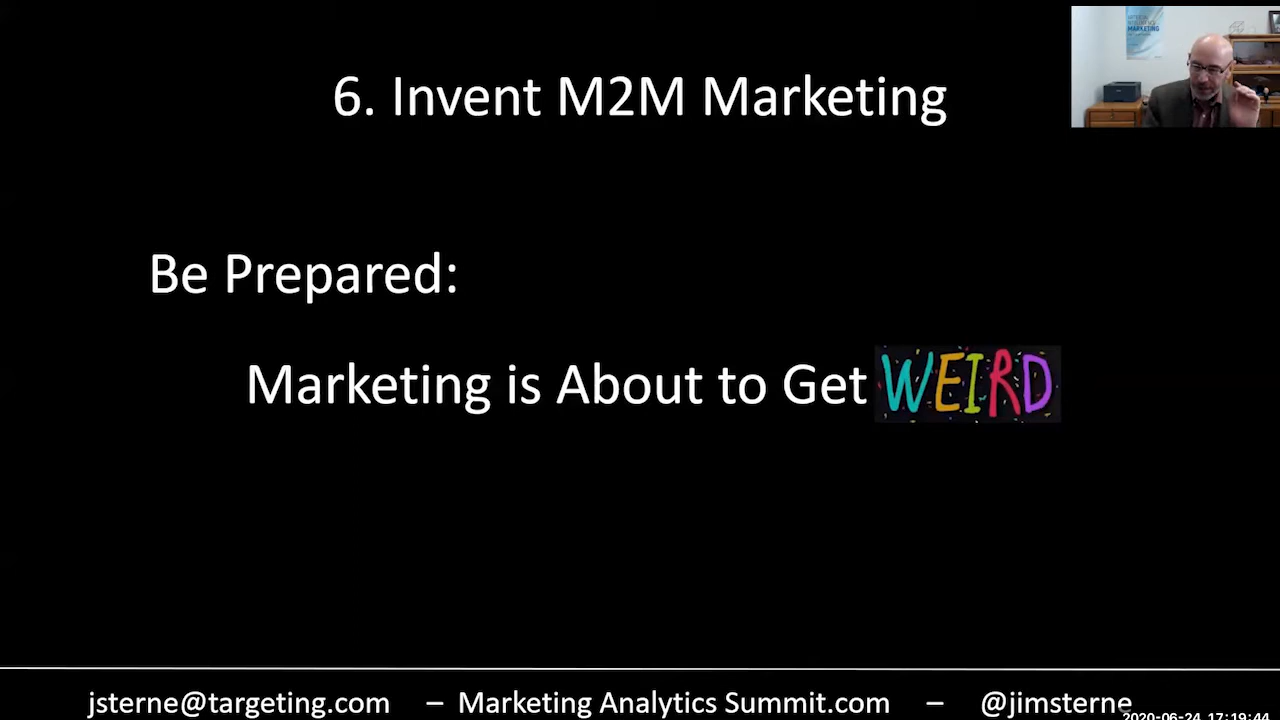 6. Invent M2M Marketing
MARKETING
Be Prepared:
Marketing is About to Get WEIRD
jsterne@targeting.com – Marketing Analytics Summit.com – @jimsterne
2020-06-24 17:19:44